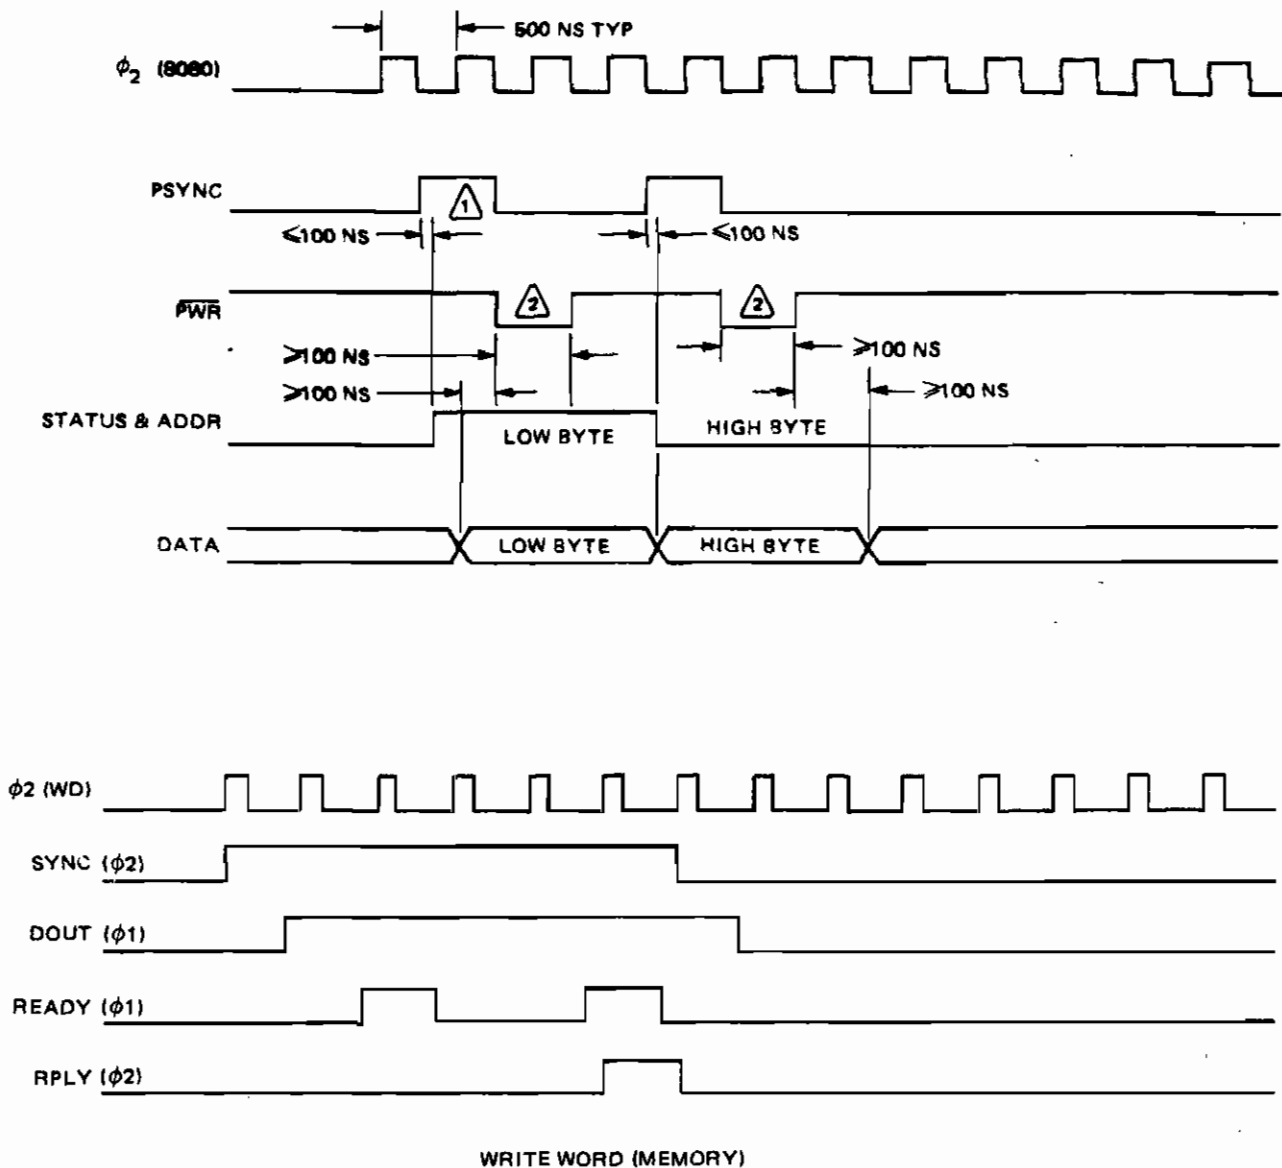 500 NS TYP
ϕ2 (8080)
PSYNC
1
⩽100 NS
⩽100 NS
P̅W̅R̅
2
2
⩾100 NS
⩾100 NS
⩾100 NS
⩾100 NS
STATUS & ADDR
LOW BYTE
HIGH BYTE
DATA
LOW BYTE
HIGH BYTE
ϕ2 (WD)
SYNC (ϕ2)
DOUT (ϕ1)
READY (ϕ1)
RPLY (ϕ2)
WRITE WORD (MEMORY)